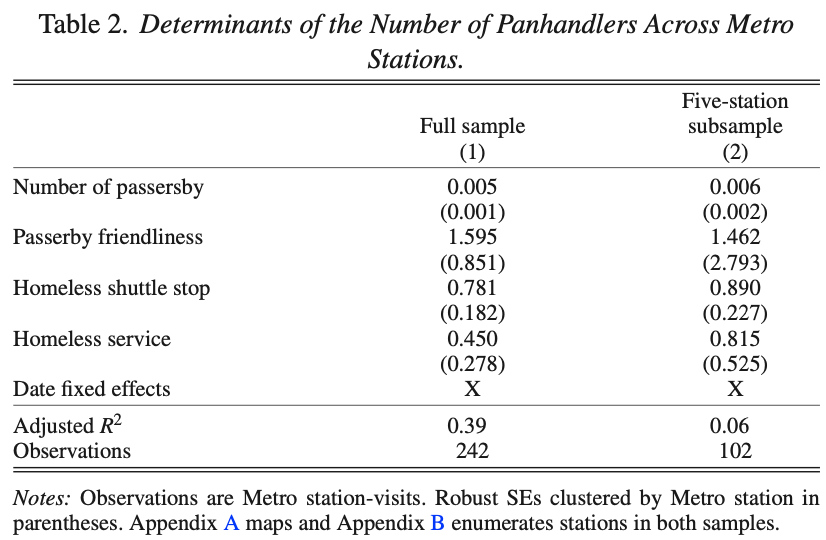 Table 2. Determinants of the Number of Panhandlers Across Metro
Stations.
Five-station
Full sample subsample
(1) (2)
Number of passersby 0.005 0.006
(0.001) (0.002)
Passerby friendliness 1.595 1.462
(0.851) (2.793)
Homeless shuttle stop 0.781 0.890
(0.182) (0.227)
Homeless service 0.450 0.815
(0.278) (0.525)
Date fixed effects X X
Adjusted R² 0.39 0.06
Observations 242 102
Notes: Observations are Metro station-visits. Robust SEs clustered by Metro station in
parentheses. Appendix A maps and Appendix B enumerates stations in both samples.